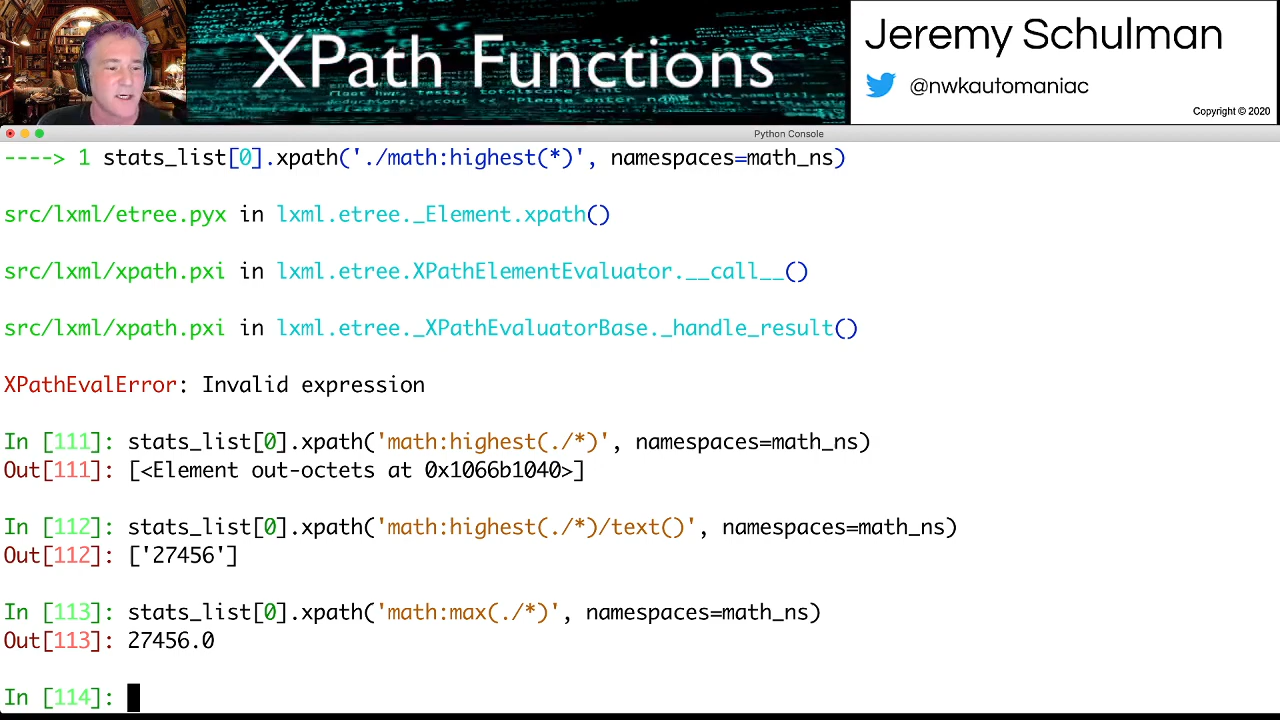 XPath Functions
Jeremy Schulman
@nwkautomaniac
Copyright © 2020
Python Console
----> 1 stats_list[0].xpath('./math:highest(*)', namespaces=math_ns)
src/lxml/etree.pyx in lxml.etree._Element.xpath()
src/lxml/xpath.pxi in lxml.etree.XPathElementEvaluator.__call__()
src/lxml/xpath.pxi in lxml.etree._XPathEvaluatorBase._handle_result()
XPathEvalError: Invalid expression
In [111]: stats_list[0].xpath('math:highest(./*)', namespaces=math_ns)
Out[111]: [<Element out-octets at 0x1066b1040>]
In [112]: stats_list[0].xpath('math:highest(./*)/text()', namespaces=math_ns)
Out[112]: ['27456']
In [113]: stats_list[0].xpath('math:max(./*)', namespaces=math_ns)
Out[113]: 27456.0
In [114]: